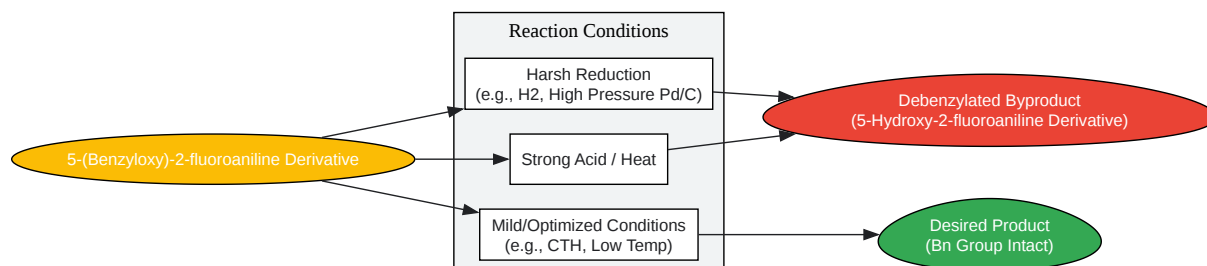 Reaction Conditions
Harsh Reduction
(e.g., H2, High Pressure Pd/C)
Debenzylated Byproduct
(5-Hydroxy-2-fluoroaniline Derivative)
5-(Benzyloxy)-2-fluoroaniline Derivative
Strong Acid / Heat
Mild/Optimized Conditions
(e.g., CTH, Low Temp)
Desired Product
(Bn Group Intact)